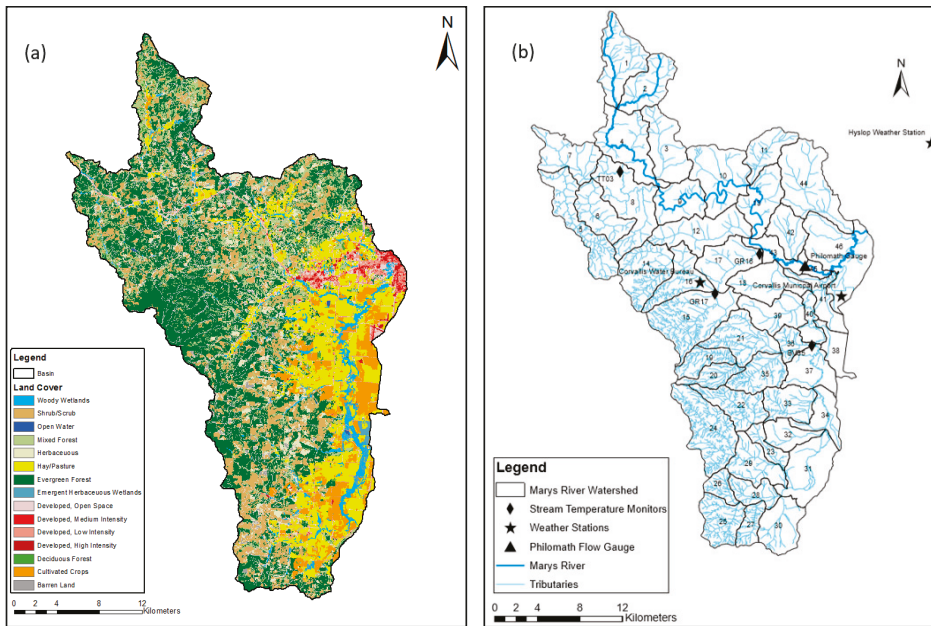 (a)
N
Legend
Basin
Land Cover
Woody Wetlands
Shrub/Scrub
Open Water
Mixed Forest
Herbaceuous
Hay/Pasture
Evergreen Forest
Emergent Herbaceuous Wetlands
Developed, Open Space
Developed, Medium Intensity
Developed, Low Intensity
Developed, High Intensity
Deciduous Forest
Cultivated Crops
Barren Land
0 2 4 8 12
Kilometers
(b)
N
Hyslop Weather Station
1
2
3
4
11
7
TT03
10
44
8
9
6
5
12
42
46
GR18
43
17
Philomath Gauge
14
Corvallis Water Bureau
16
Corvallis Municipal Airport
18
GR17
41
15
39
40
21
36
38
19
20
35
37
22
33
34
24
32
23
29
31
26
28
25
27
30
Legend
Marys River Watershed
Stream Temperature Monitors
Weather Stations
Philomath Flow Gauge
Marys River
Tributaries
0 2 4 8 12
Kilometers